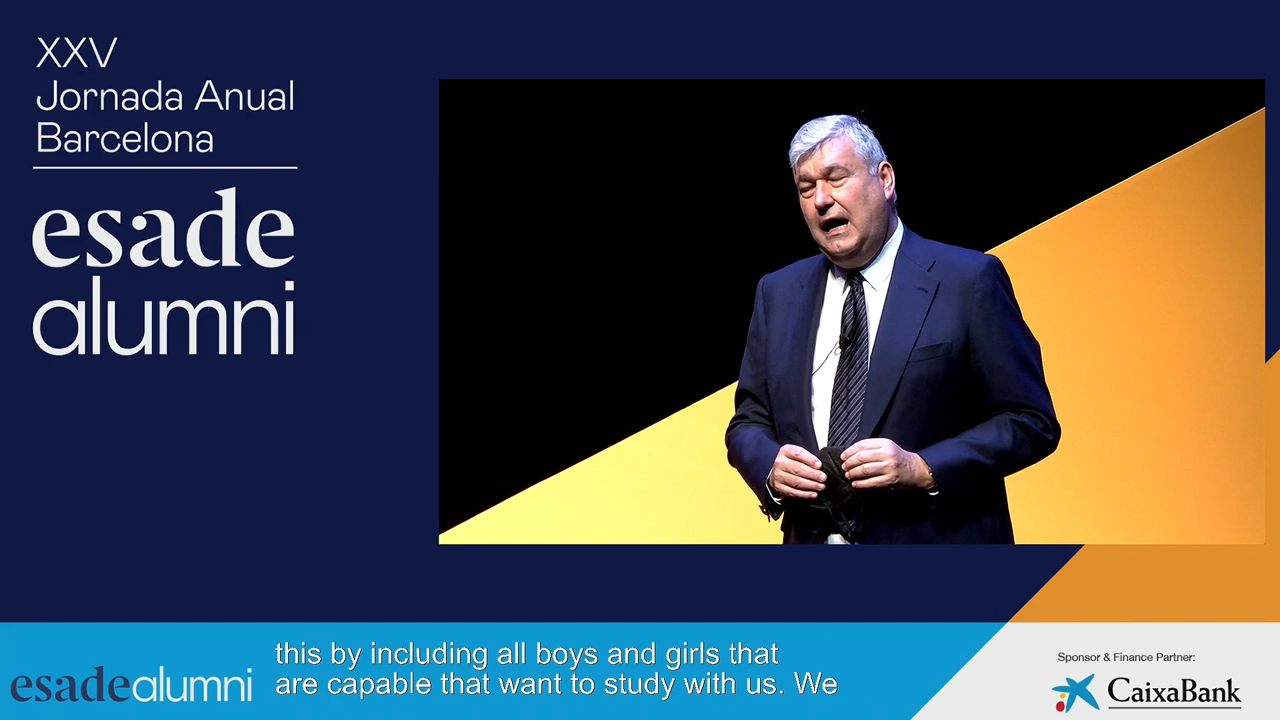 XXV
Jornada Anual
Barcelona
esade
alumni
this by including all boys and girls that
are capable that want to study with us. We
esadealumni
Sponsor & Finance Partner:
CaixaBank